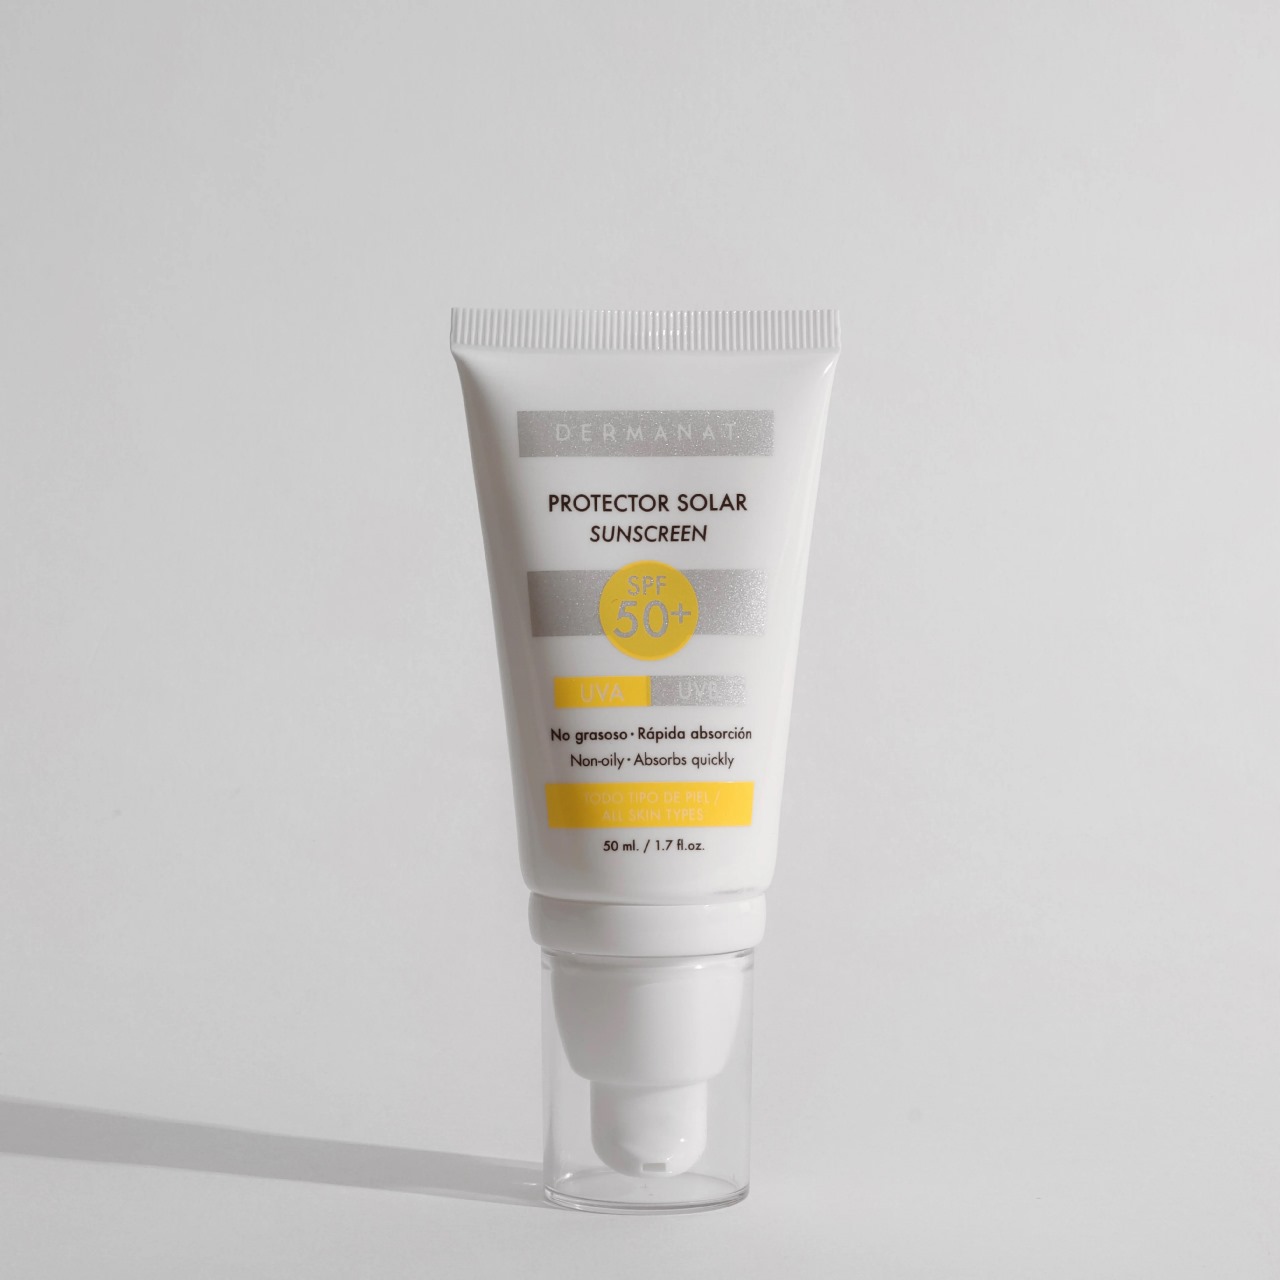 DERMANAT
PROTECTOR SOLAR
SUNSCREEN
SPF
50+
UVA UVB
No grasoso · Rápida absorción
Non-oily · Absorbs quickly
TODO TIPO DE PIEL /
ALL SKIN TYPES
50 ml. / 1.7 fl.oz.